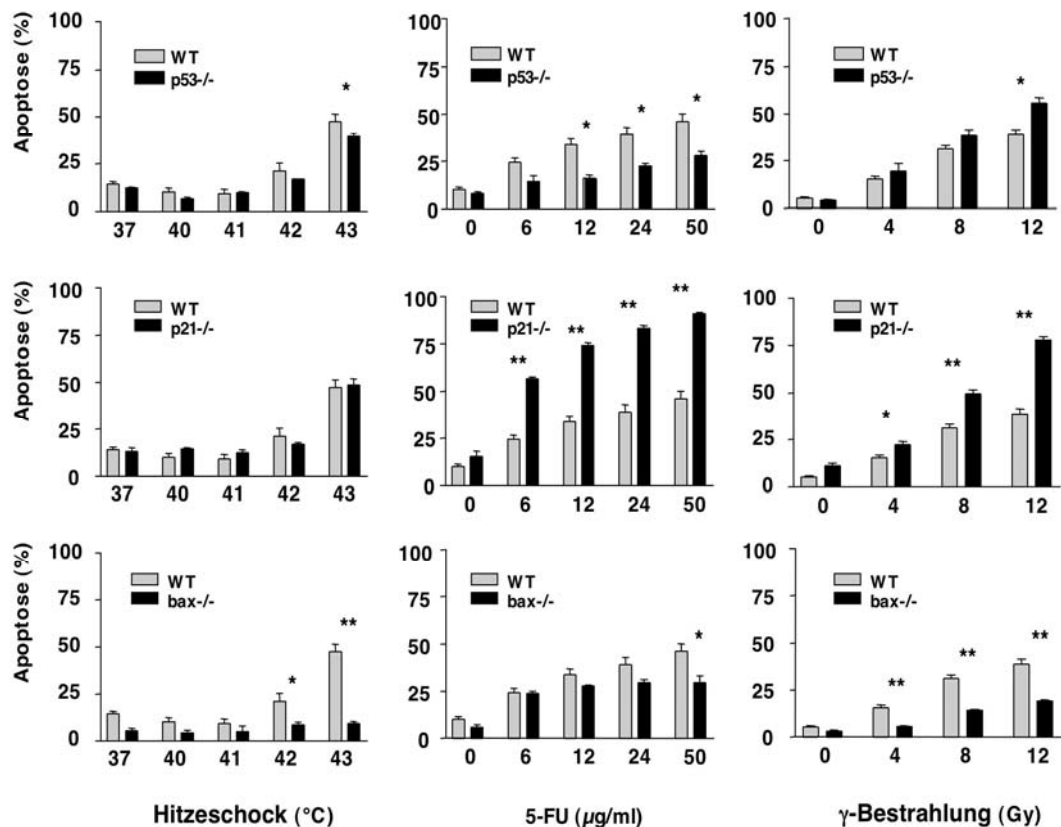 Apoptose (%)
100
75
50
25
0
WT
p53-/-
*
37 40 41 42 43
100
75
50
25
0
WT
p53-/-
* * *
0 6 12 24 50
100
75
50
25
0
WT
p53-/-
*
0 4 8 12
Apoptose (%)
100
75
50
25
0
WT
p21-/-
37 40 41 42 43
100
75
50
25
0
WT
p21-/-
** ** ** **
0 6 12 24 50
100
75
50
25
0
WT
p21-/-
* ** **
0 4 8 12
Apoptose (%)
100
75
50
25
0
WT
bax-/-
* **
37 40 41 42 43
100
75
50
25
0
WT
bax-/-
*
0 6 12 24 50
100
75
50
25
0
WT
bax-/-
** ** **
0 4 8 12
Hitzeschock (°C)
5-FU (µg/ml)
γ-Bestrahlung (Gy)